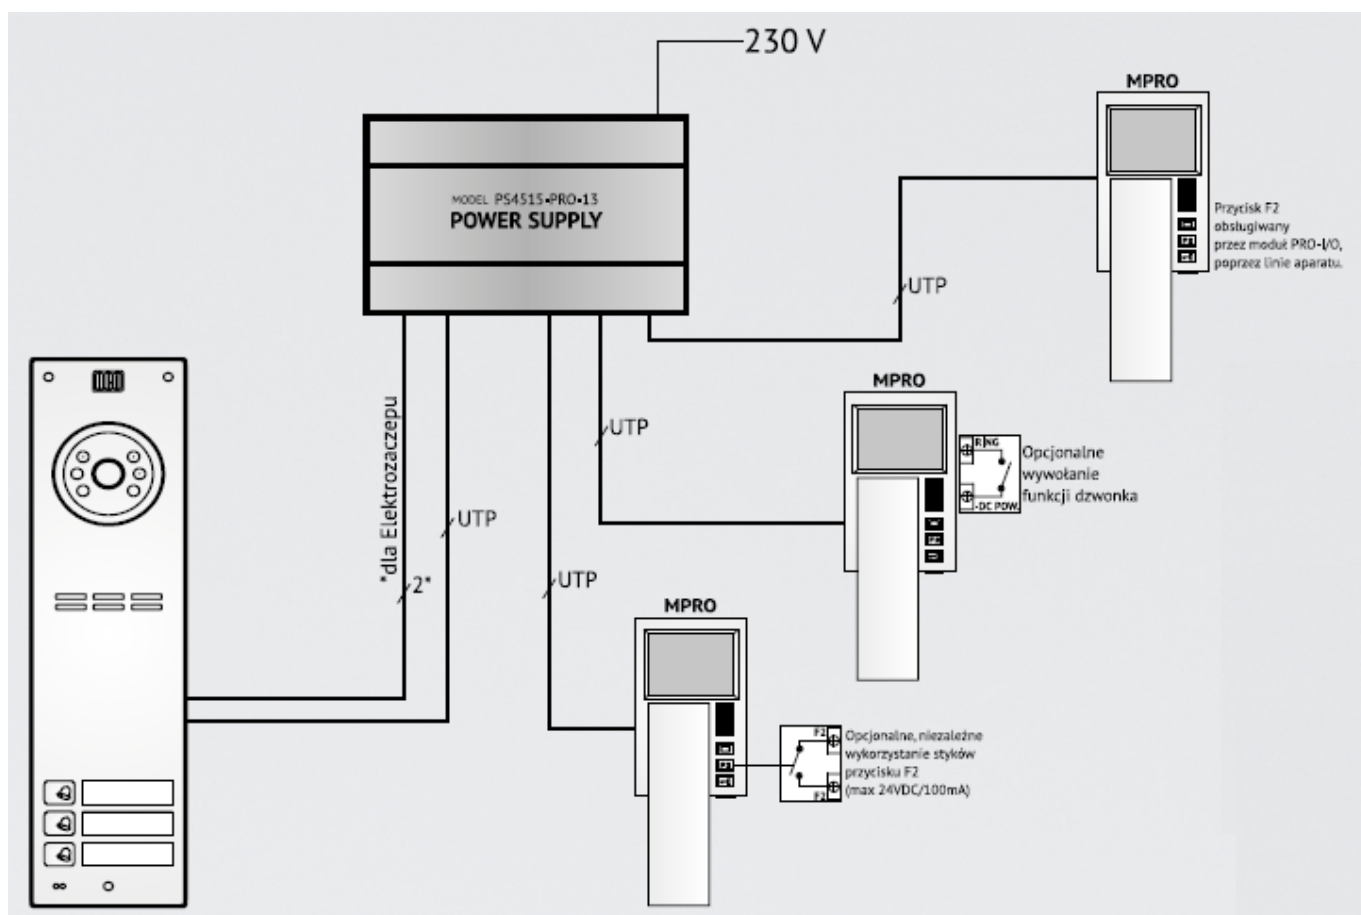 230 V
MPRO
MODEL PS4515-PRO-13
POWER SUPPLY
Przycisk F2
obsługiwany
przez moduł PRO-I/O,
poprzez linie aparatu.
UTP
MPRO
*dla Elektrozaczepu
UTP
RING
Opcjonalne
wywołanie
funkcji dzwonka
-DC POW.
UTP
2*
UTP
MPRO
F2
Opcjonalne, niezależne
wykorzystanie styków
przycisku F2
(max 24VDC/100mA)
F2